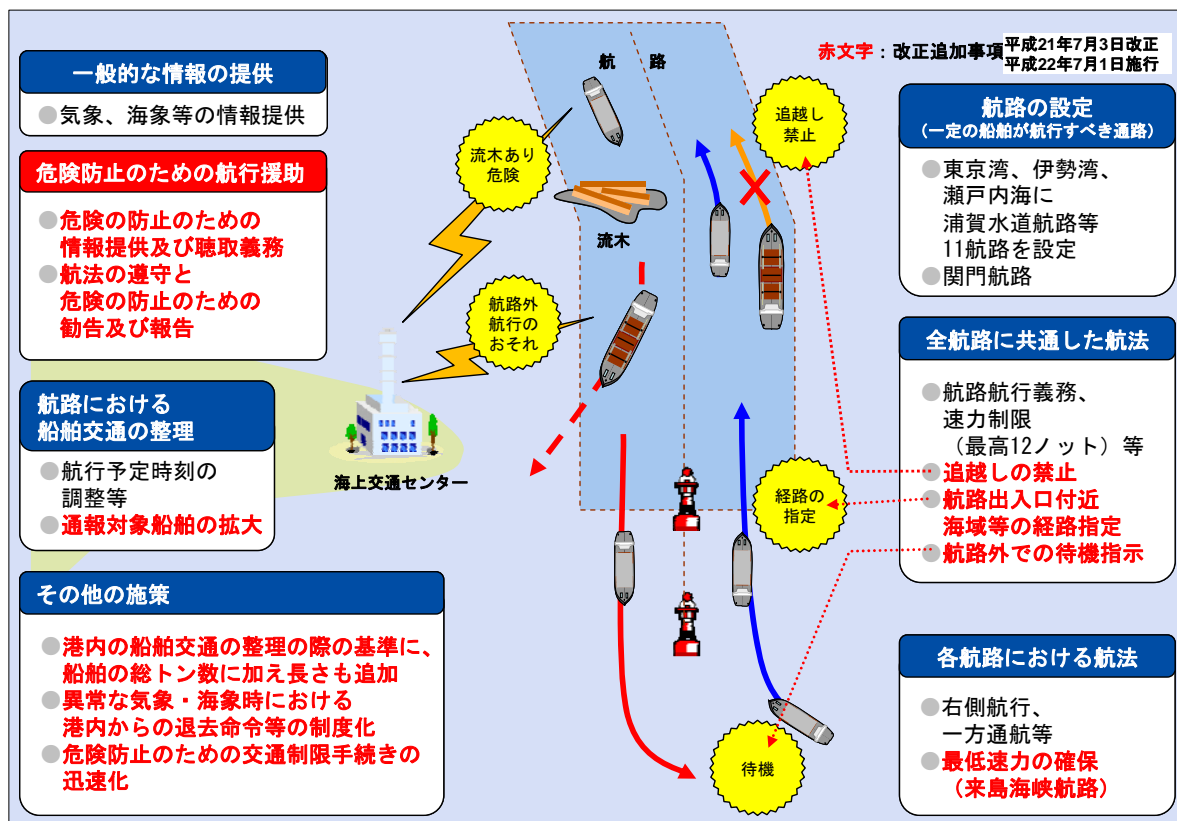 赤文字：改正追加事項
平成21年7月3日改正
平成22年7月1日施行
一般的な情報の提供
●気象、海象等の情報提供
危険防止のための航行援助
●危険の防止のための
情報提供及び聴取義務
●航法の遵守と
危険の防止のための
勧告及び報告
航路における
船舶交通の整理
●航行予定時刻の
調整等
●通報対象船舶の拡大
その他の施策
●港内の船舶交通の整理の際の基準に、
船舶の総トン数に加え長さも追加
●異常な気象・海象時における
港内からの退去命令等の制度化
●危険防止のための交通制限手続きの
迅速化
航路
流木あり
危険
流木
航路外
航行の
おそれ
海上交通センター
追越し
禁止
経路の
指定
待機
航路の設定
（一定の船舶が航行すべき通路）
●東京湾、伊勢湾、
瀬戸内海に
浦賀水道航路等
11航路を設定
●関門航路
全航路に共通した航法
●航路航行義務、
速力制限
（最高12ノット）等
●追越しの禁止
●航路出入口付近
海域等の経路指定
●航路外での待機指示
各航路における航法
●右側航行、
一方通航等
●最低速力の確保
（来島海峡航路）